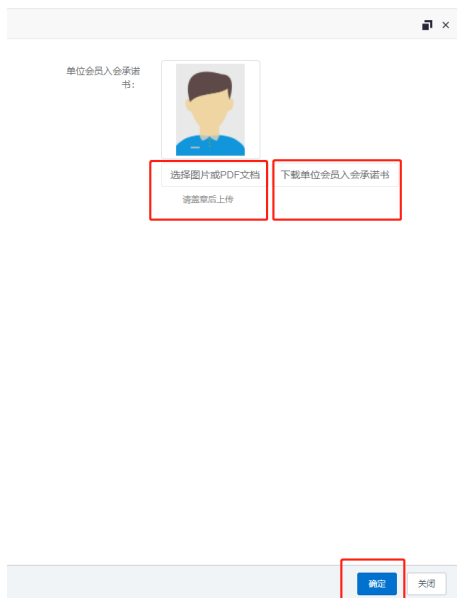 单位会员入会承诺
书：
选择图片或PDF文档
下载单位会员入会承诺书
请盖章后上传
确定
关闭